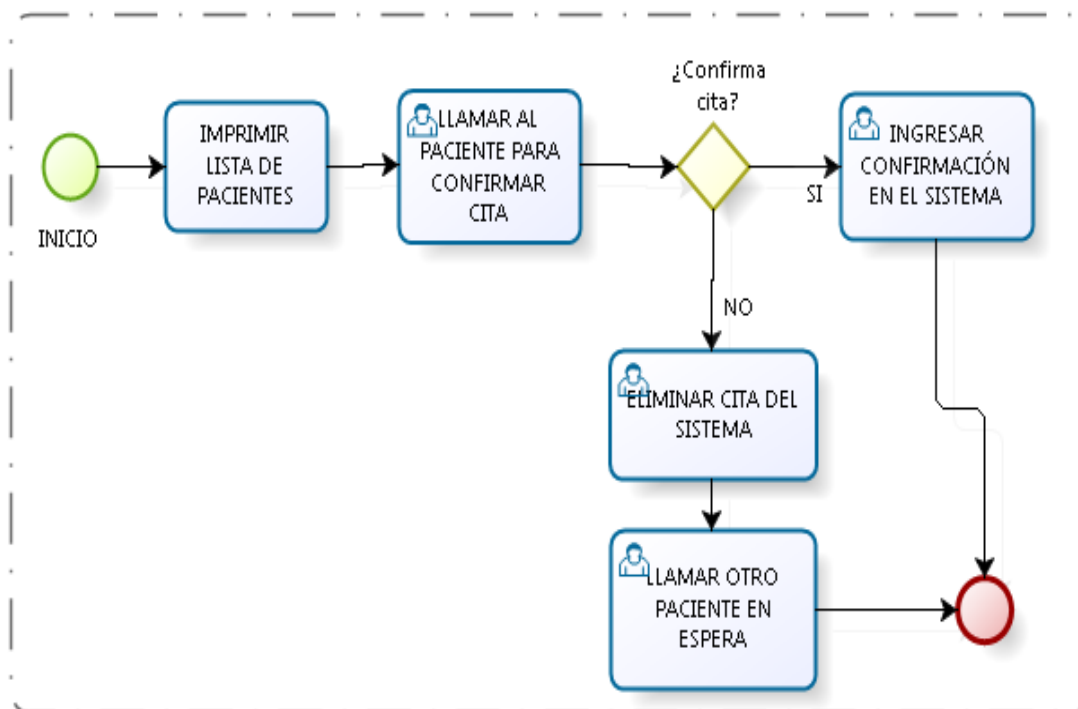 INICIO
IMPRIMIR
LISTA DE
PACIENTES
LLAMAR AL
PACIENTE PARA
CONFIRMAR
CITA
¿Confirma
cita?
SI
INGRESAR
CONFIRMACIÓN
EN EL SISTEMA
NO
ELIMINAR CITA DEL
SISTEMA
LLAMAR OTRO
PACIENTE EN
ESPERA